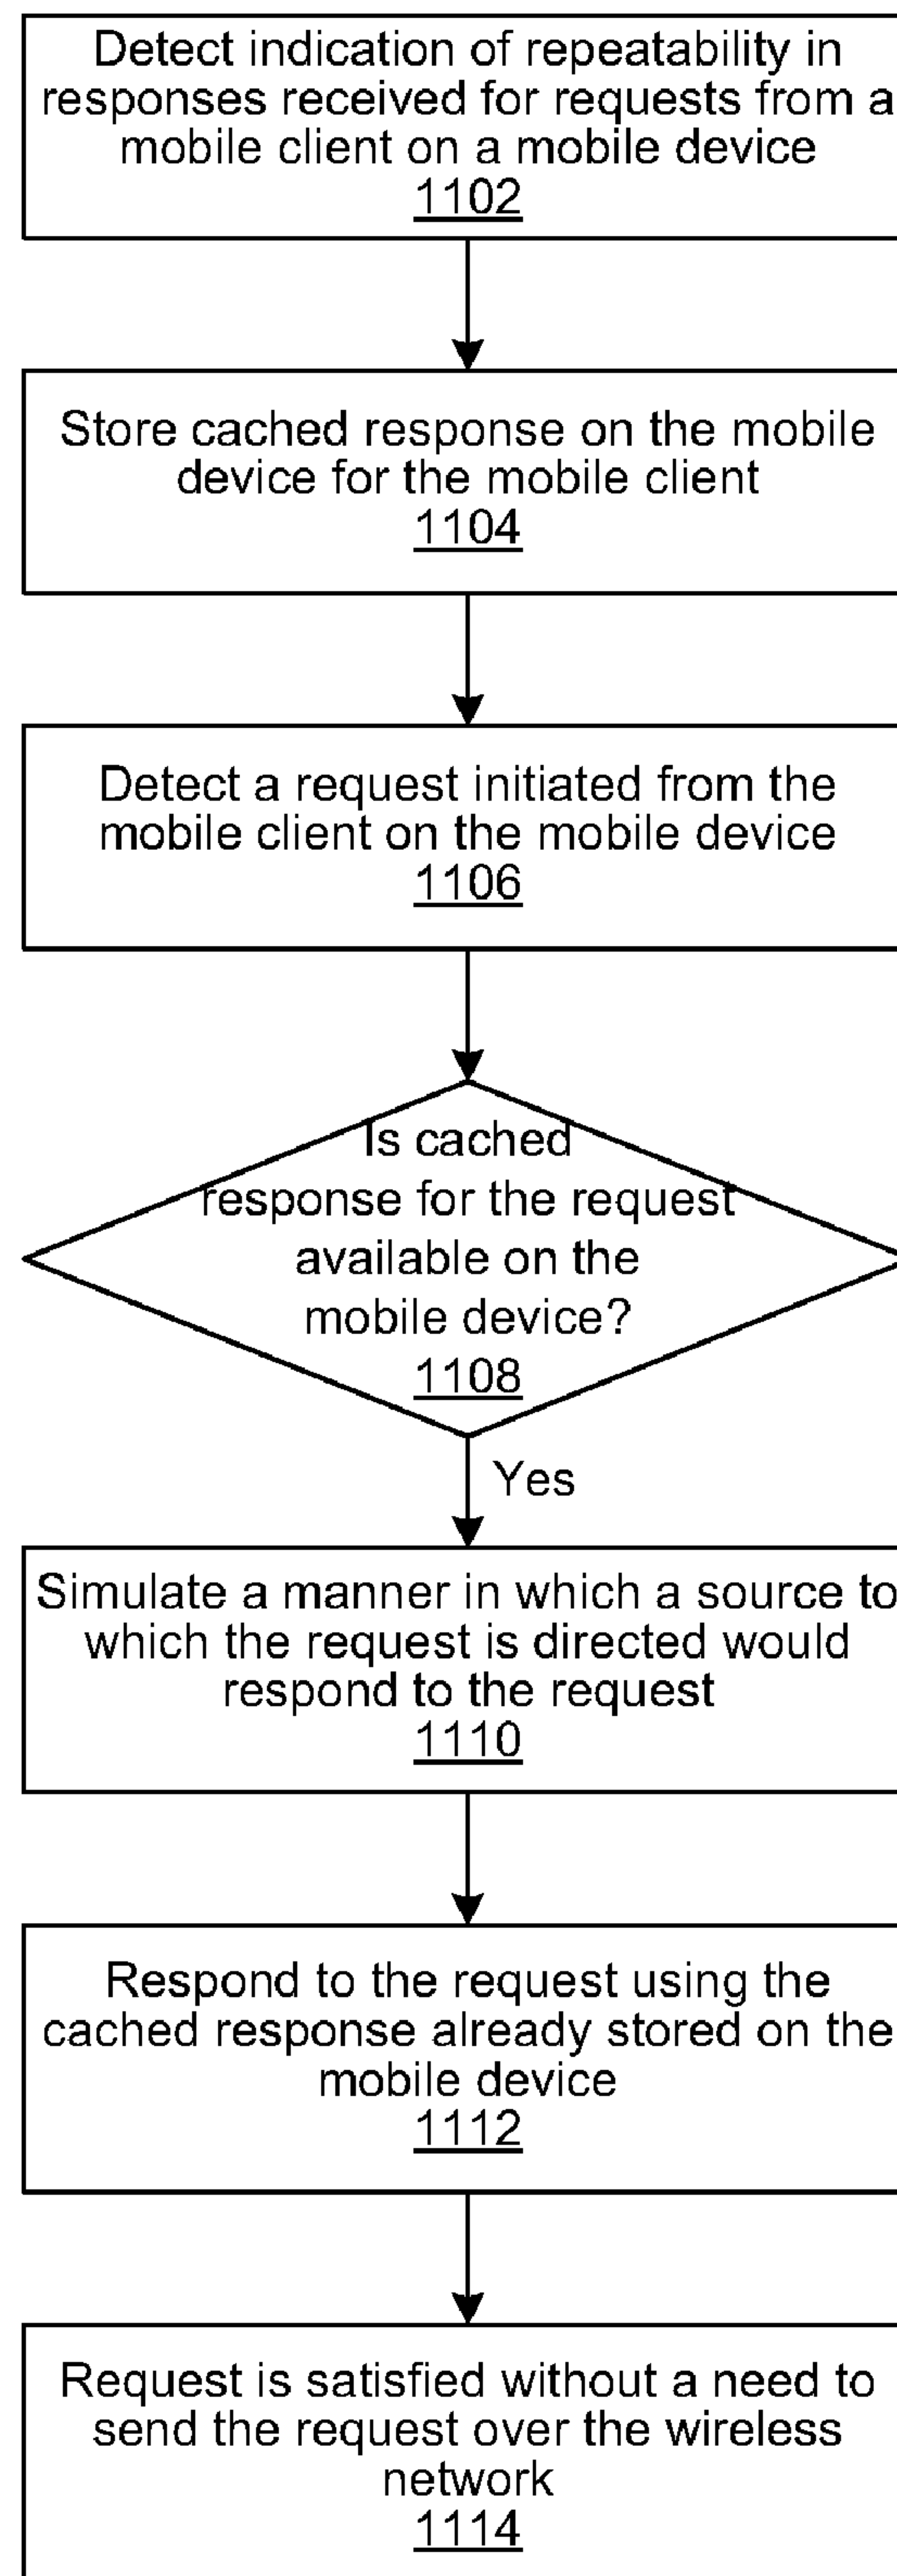 Detect indication of repeatability in
responses received for requests from a
mobile client on a mobile device
1102
Store cached response on the mobile
device for the mobile client
1104
Detect a request initiated from the
mobile client on the mobile device
1106
Is cached
response for the request
available on the
mobile device?
1108
Yes
Simulate a manner in which a source to
which the request is directed would
respond to the request
1110
Respond to the request using the
cached response already stored on the
mobile device
1112
Request is satisfied without a need to
send the request over the wireless
network
1114